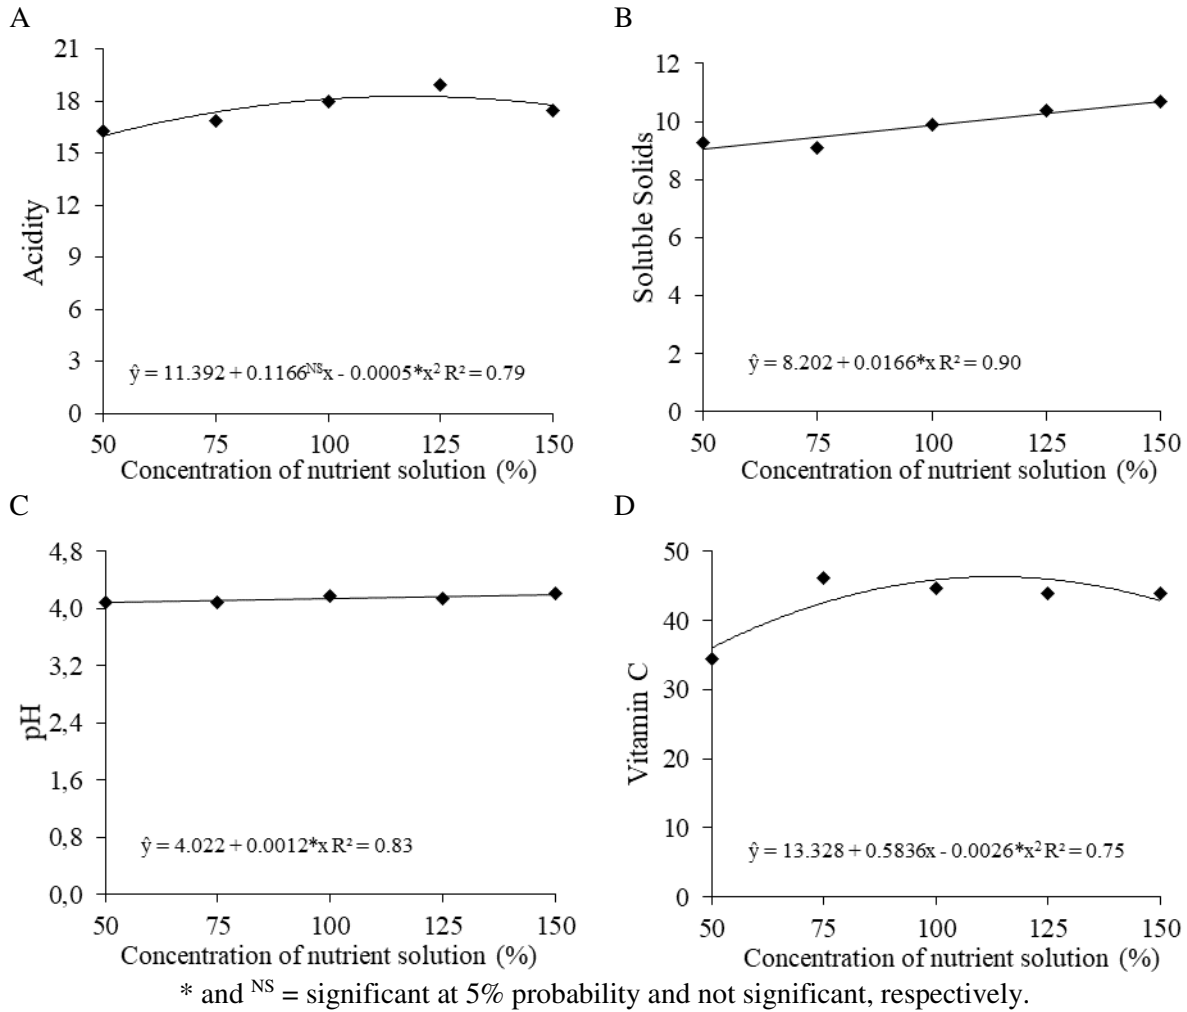 A
21
18
15
12
9
6
3
0
Acidity
ŷ = 11.392 + 0.1166ᴺˢx - 0.0005*x² R² = 0.79
50 75 100 125 150
Concentration of nutrient solution (%)
B
12
10
8
6
4
2
0
Soluble Solids
ŷ = 8.202 + 0.0166*x R² = 0.90
50 75 100 125 150
Concentration of nutrient solution (%)
C
4,8
4,0
3,2
2,4
1,6
0,8
0,0
pH
ŷ = 4.022 + 0.0012*x R² = 0.83
50 75 100 125 150
Concentration of nutrient solution (%)
D
50
40
30
20
10
0
Vitamin C
ŷ = 13.328 + 0.5836x - 0.0026*x² R² = 0.75
50 75 100 125 150
Concentration of nutrient solution (%)
* and ᴺˢ = significant at 5% probability and not significant, respectively.